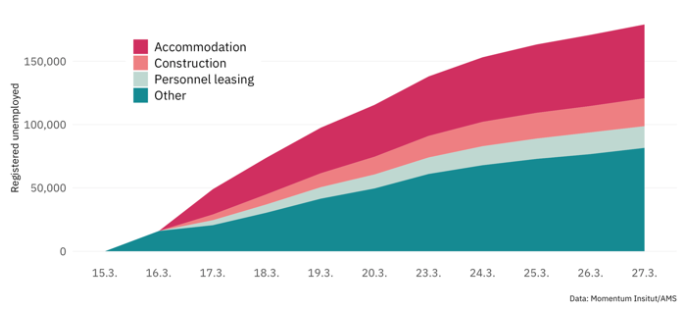 Accommodation
Construction
Personnel leasing
Other
Registered unemployed
150,000
100,000
50,000
0
15.3. 16.3. 17.3. 18.3. 19.3. 20.3. 23.3. 24.3. 25.3. 26.3. 27.3.
Data: Momentum Insitut/AMS